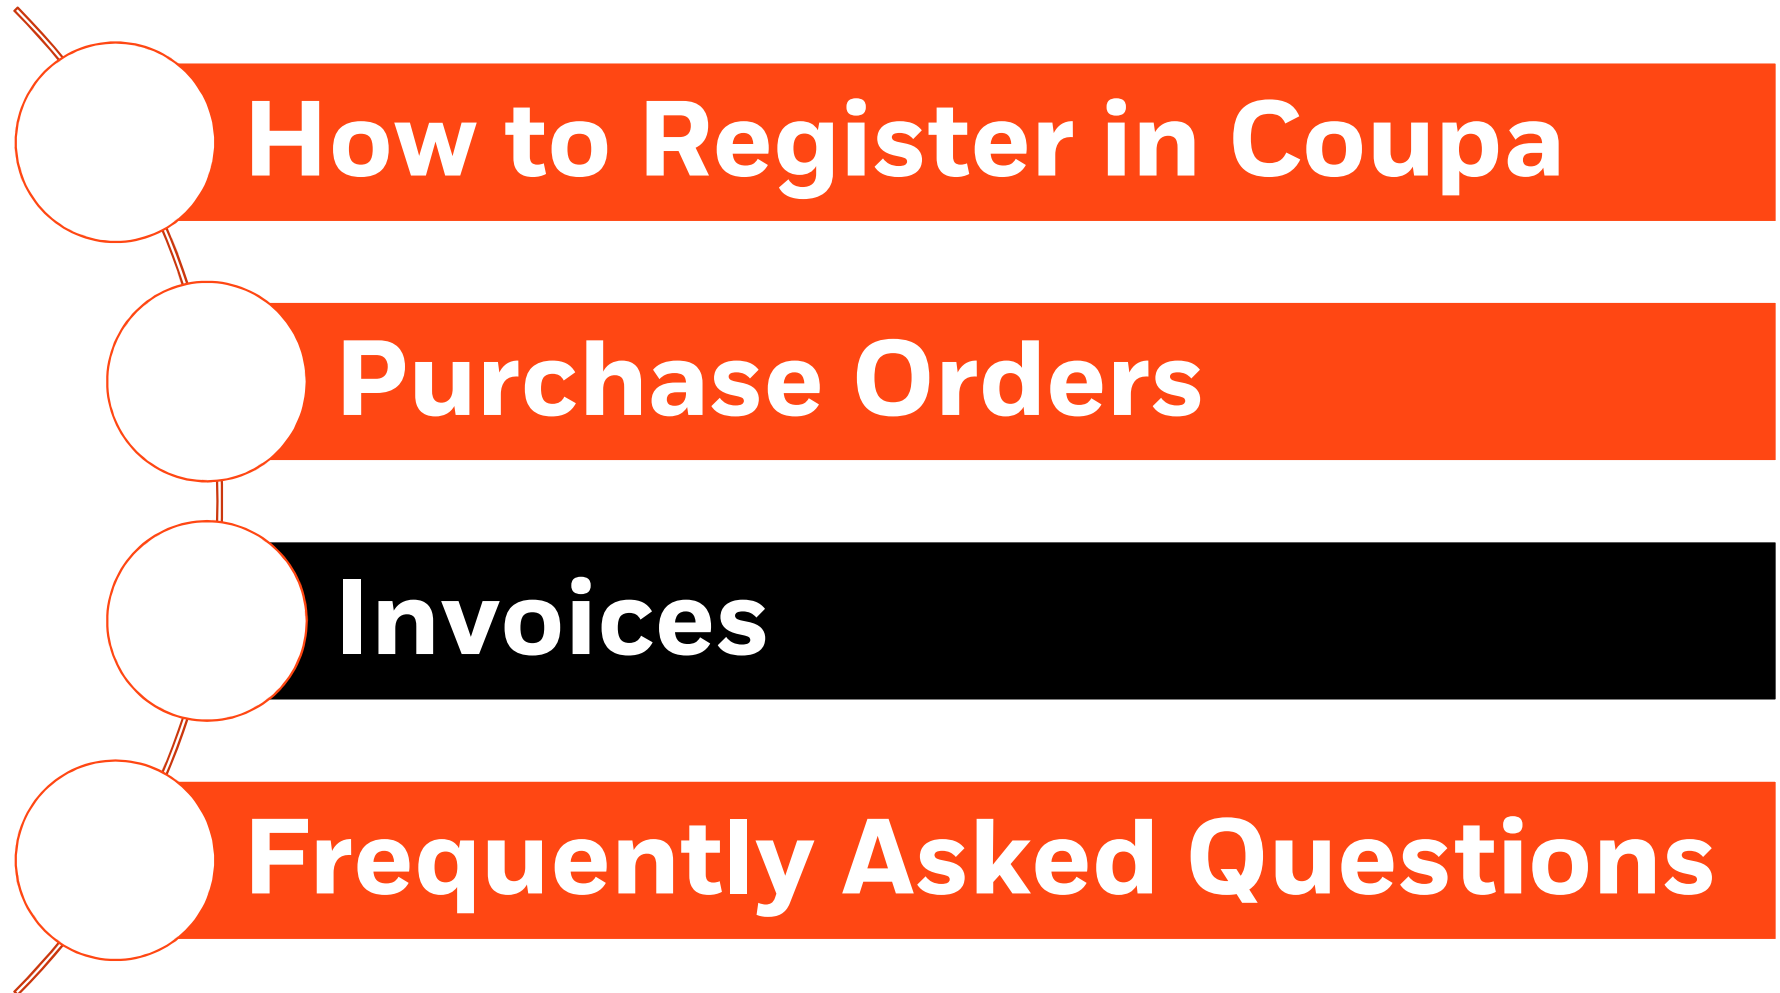 How to Register in Coupa
Purchase Orders
Invoices
Frequently Asked Questions